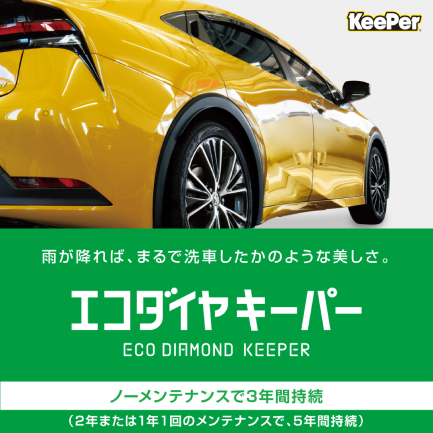 KeePer
雨が降れば、まるで洗車したかのような美しさ。
エコダイヤキーパー
ECO DIAMOND KEEPER
ノーメンテナンスで3年間持続
（2年または1年1回のメンテナンスで、5年間持続）